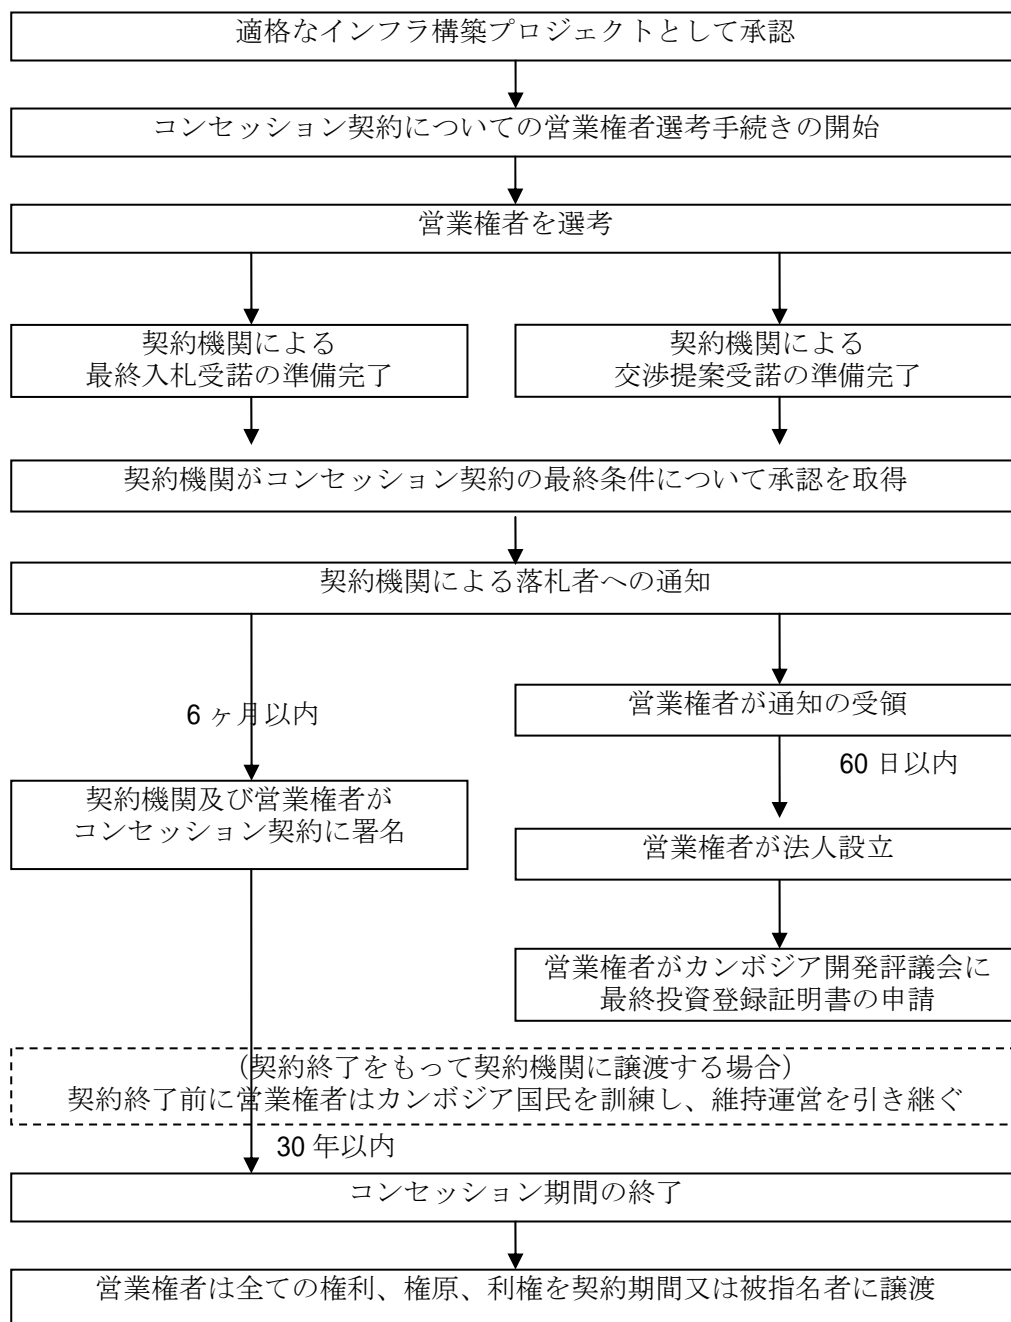 適格なインフラ構築プロジェクトとして承認
コンセッション契約についての営業権者選考手続きの開始
営業権者を選考
契約機関による
最終入札受諾の準備完了
契約機関による
交渉提案受諾の準備完了
契約機関がコンセッション契約の最終条件について承認を取得
契約機関による落札者への通知
営業権者が通知の受領
6 ヶ月以内
60 日以内
契約機関及び営業権者が
コンセッション契約に署名
営業権者が法人設立
営業権者がカンボジア開発評議会に
最終投資登録証明書の申請
(契約終了をもって契約機関に譲渡する場合)
契約終了前に営業権者はカンボジア国民を訓練し、維持運営を引き継ぐ
30 年以内
コンセッション期間の終了
営業権者は全ての権利、権原、利権を契約期間又は被指名者に譲渡